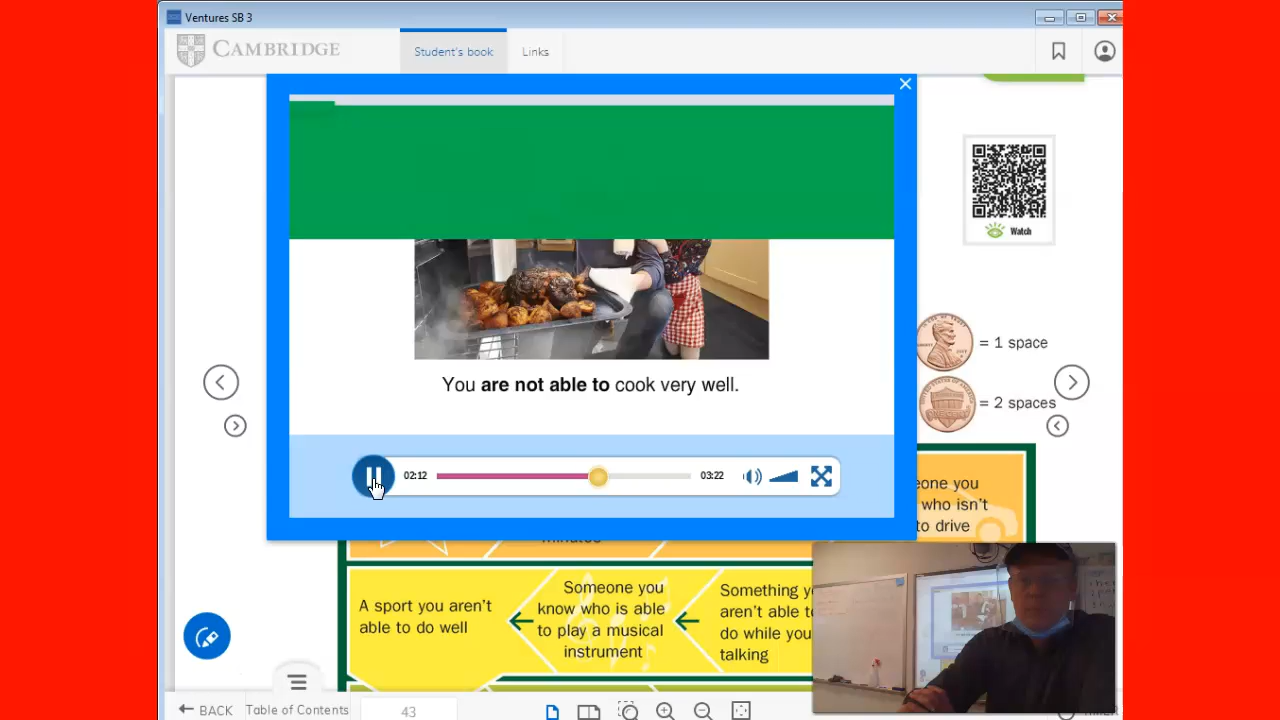 Ventures SB 3
CAMBRIDGE
Student's book
Links
Watch
= 1 space
= 2 spaces
You are not able to cook very well.
02:12
03:22
eone you
who isn't
to drive
minutes
A sport you aren't
able to do well
Someone you
know who is able
to play a musical
instrument
Something y
aren't able to
do while you
talking
BACK
Table of Contents
43